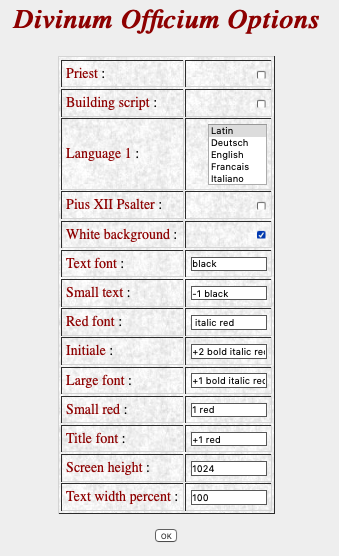 Divinum Officium Options
Priest :
Building script :
Language 1 :
Latin
Deutsch
English
Francais
Italiano
Pius XII Psalter :
White background :
Text font : black
Small text : -1 black
Red font : italic red
Initiale : +2 bold italic red
Large font : +1 bold italic red
Small red : 1 red
Title font : +1 red
Screen height : 1024
Text width percent : 100
OK